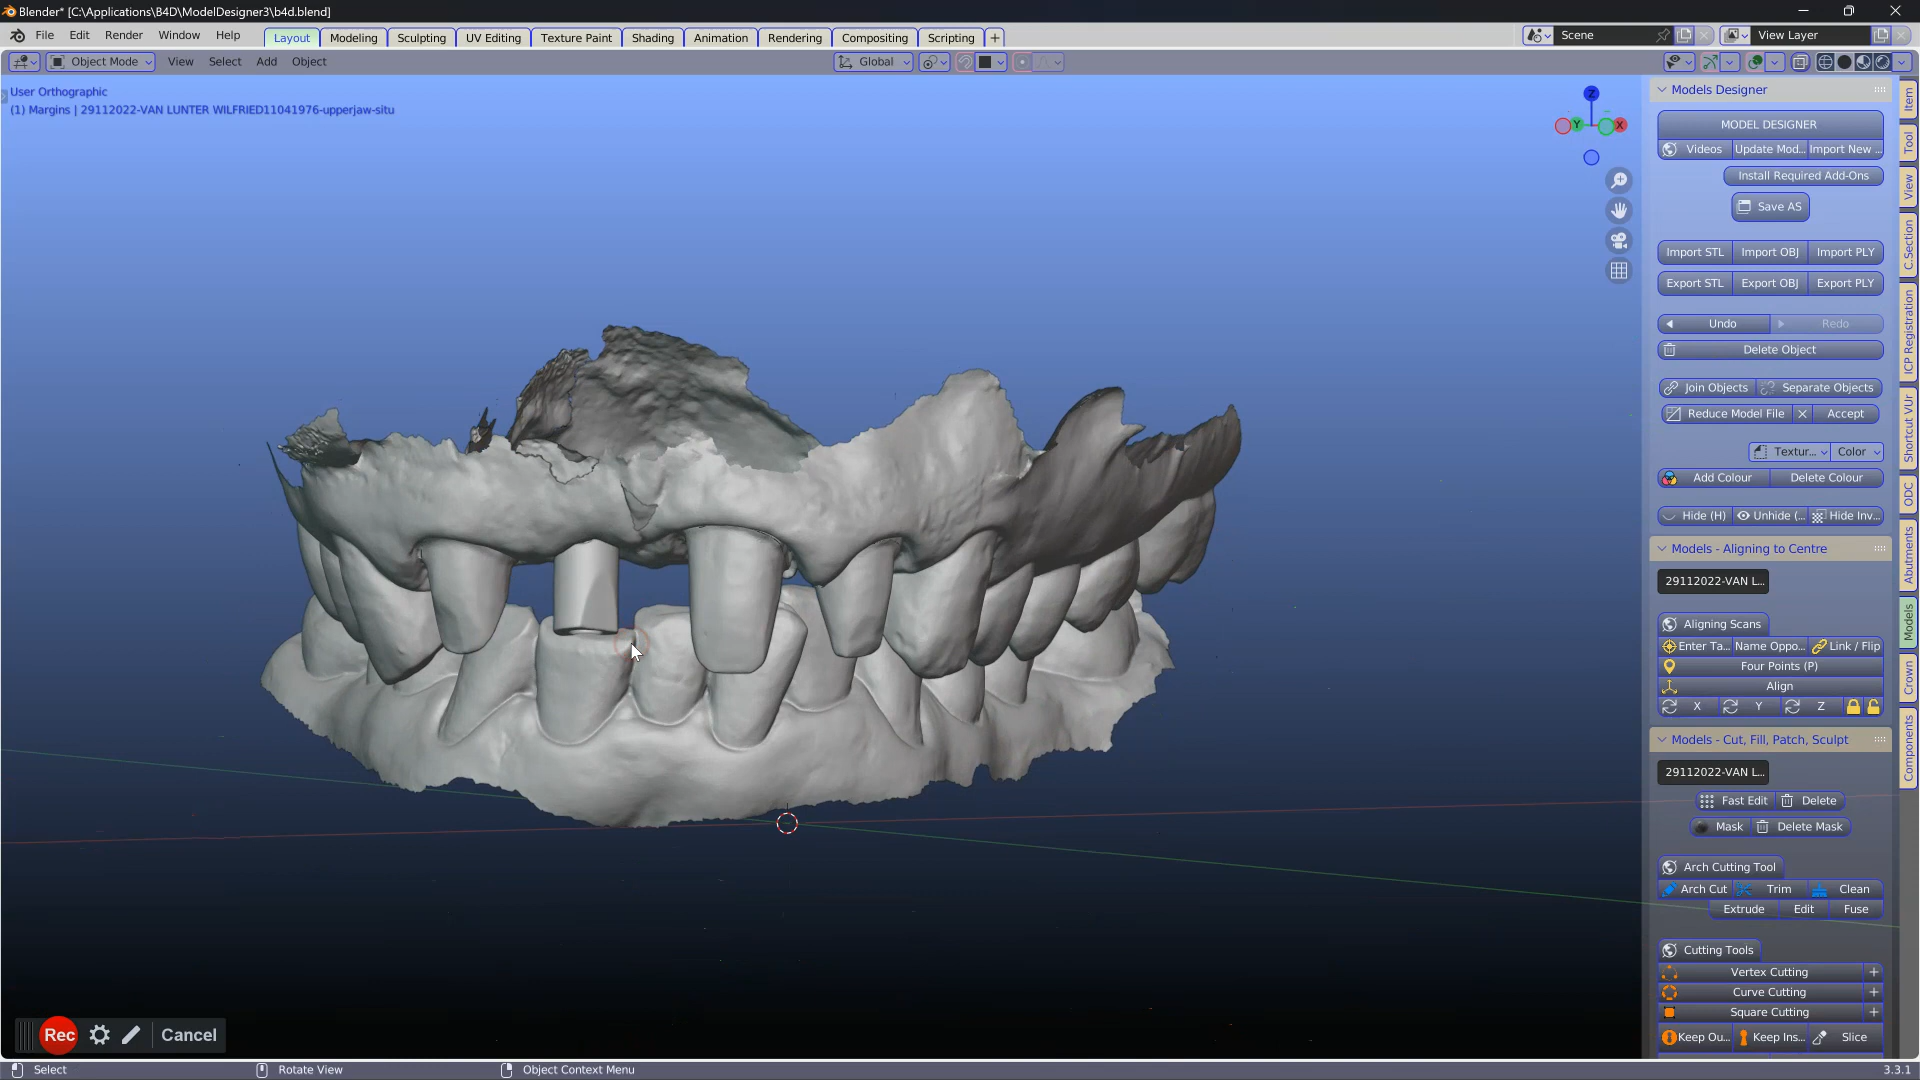 Blender* [C:\Applications\B4D\ModelDesigner3\b4d.blend]
File Edit Render Window Help Layout Modeling Sculpting UV Editing Texture Paint Shading Animation Rendering Compositing Scripting + Scene View Layer
Object Mode View Select Add Object Global
User Orthographic
(1) Margins | 29112022-VAN LUNTER WILFRIED11041976-upperjaw-situ
Z
Y X
Models Designer
MODEL DESIGNER
Videos Update Mod... Import New ...
Install Required Add-Ons
Save AS
Import STL Import OBJ Import PLY
Export STL Export OBJ Export PLY
Undo Redo
Delete Object
Join Objects Separate Objects
Reduce Model File Accept
Textur... Color
Add Colour Delete Colour
Hide (H) Unhide (... Hide Inv...
Models - Aligning to Centre
29112022-VAN L...
Aligning Scans
Enter Ta... Name Oppo... Link / Flip
Four Points (P)
Align
X Y Z
Models - Cut, Fill, Patch, Sculpt
29112022-VAN L...
Fast Edit Delete
Mask Delete Mask
Arch Cutting Tool
Arch Cut Trim Clean
Extrude Edit Fuse
Cutting Tools
Vertex Cutting +
Curve Cutting +
Square Cutting +
Keep Ou... Keep Ins... Slice
Item
Tool
View
C.Section
ICP Registration
Shortcut VUr
ODC
Abutments
Models
Crown
Components
Rec Cancel
Select Rotate View Object Context Menu 3.3.1